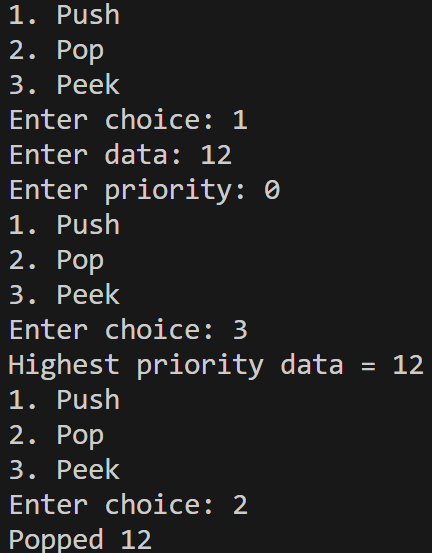 1. Push
2. Pop
3. Peek
Enter choice: 1
Enter data: 12
Enter priority: 0
1. Push
2. Pop
3. Peek
Enter choice: 3
Highest priority data = 12
1. Push
2. Pop
3. Peek
Enter choice: 2
Popped 12